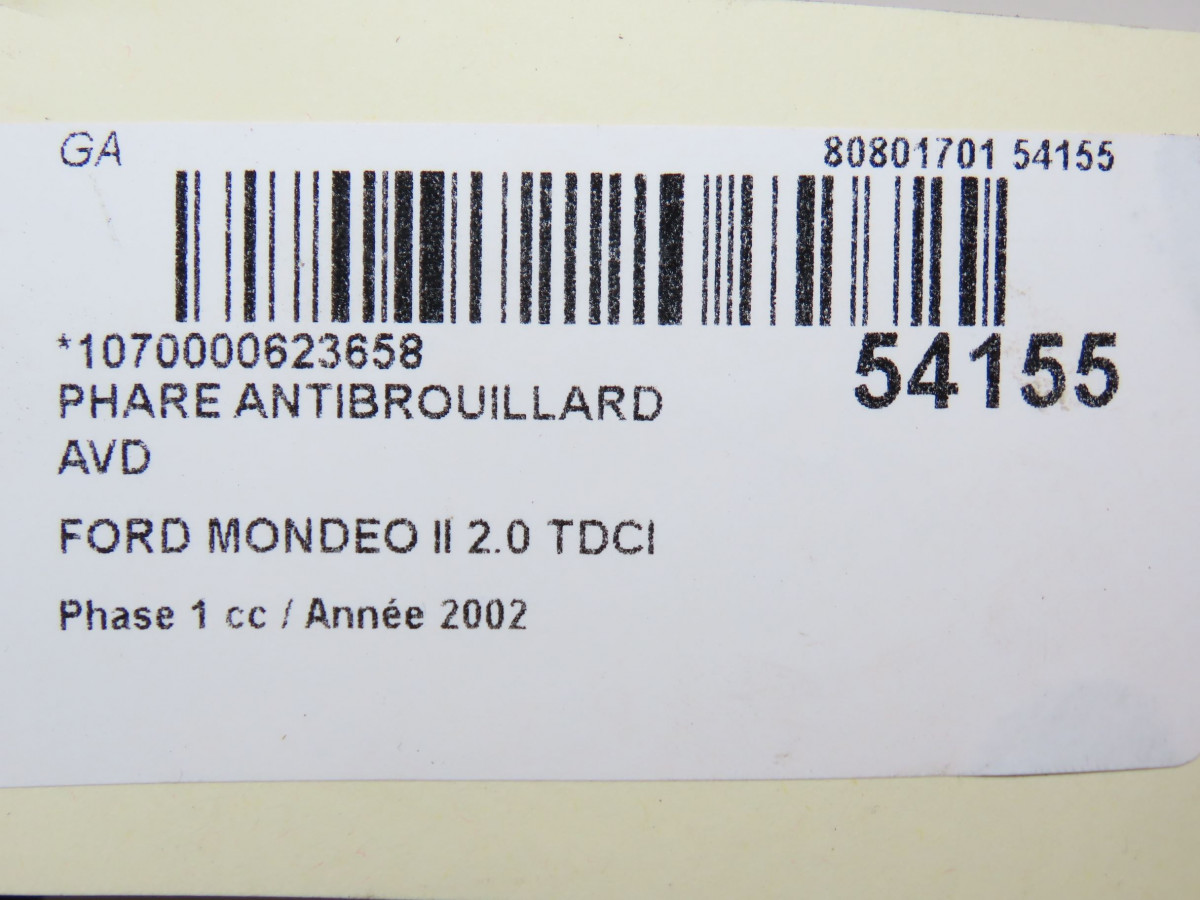 GA
80801701 54155
*1070000623658
54155
PHARE ANTIBROUILLARD
AVD
FORD MONDEO II 2.0 TDCI
Phase 1 cc / Année 2002